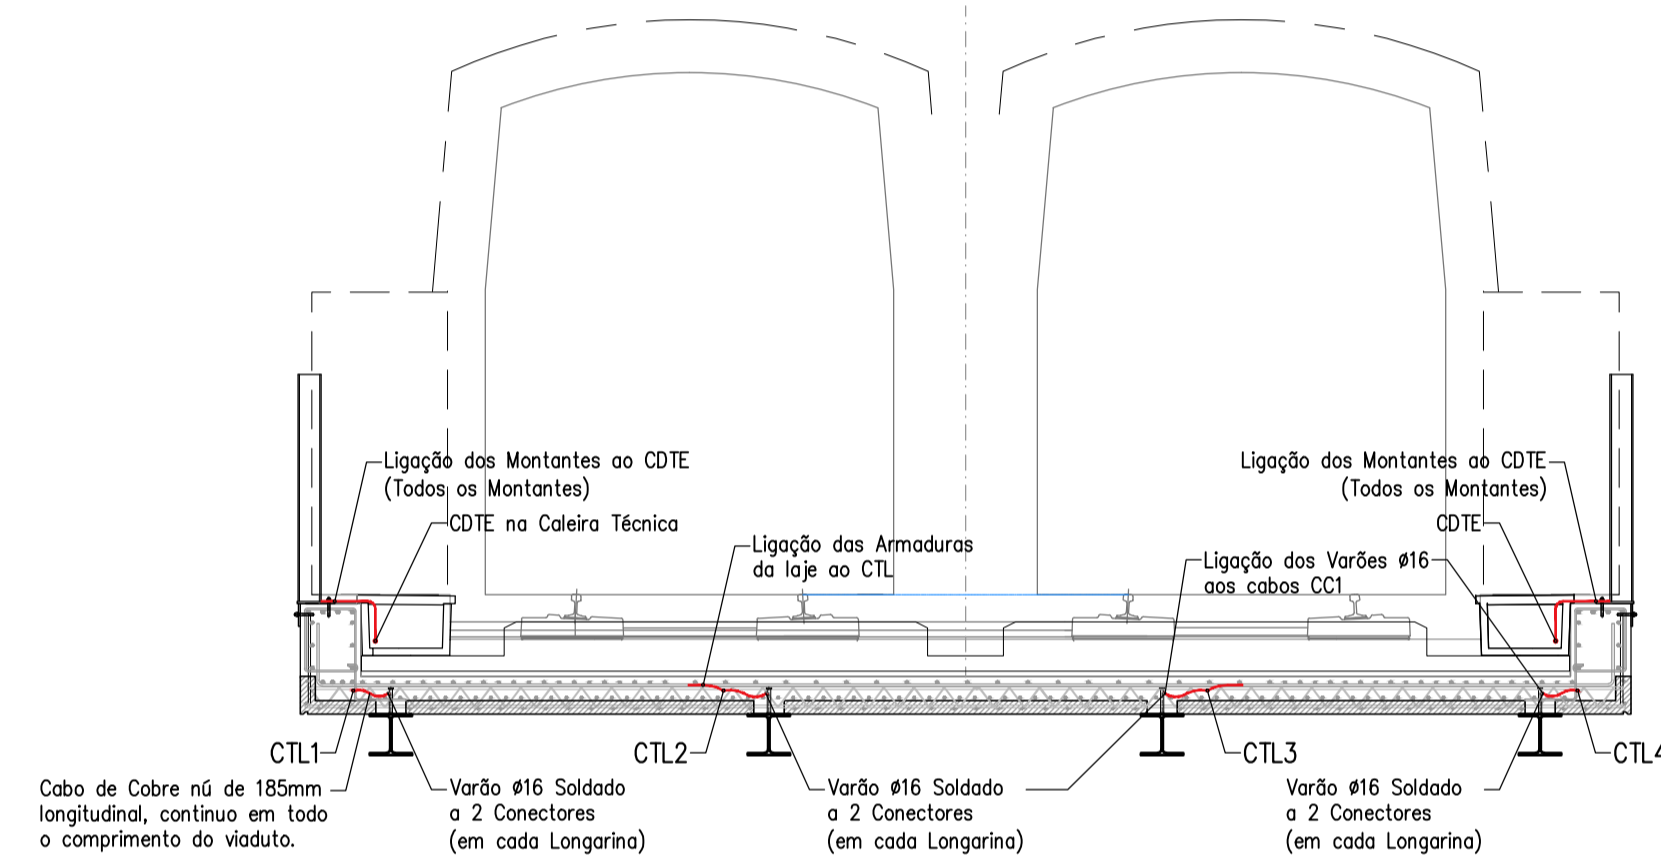 Ligação dos Montantes ao CDTE
(Todos os Montantes)
CDTE na Caleira Técnica
Ligação das Armaduras
da laje ao CTL
Ligação dos Montantes ao CDTE
(Todos os Montantes)
CDTE
Ligação dos Varões ø16
aos cabos CC1
CTL1
CTL2
CTL3
CTL4
Cabo de Cobre nú de 185mm
longitudinal, continuo em todo
o comprimento do viaduto.
Varão ø16 Soldado
a 2 Conectores
(em cada Longarina)
Varão ø16 Soldado
a 2 Conectores
(em cada Longarina)
Varão ø16 Soldado
a 2 Conectores
(em cada Longarina)